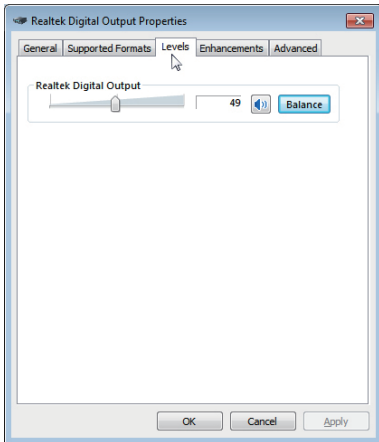 Realtek Digital Output Properties
General Supported Formats Levels Enhancements Advanced
Realtek Digital Output
49 Balance
OK Cancel Apply